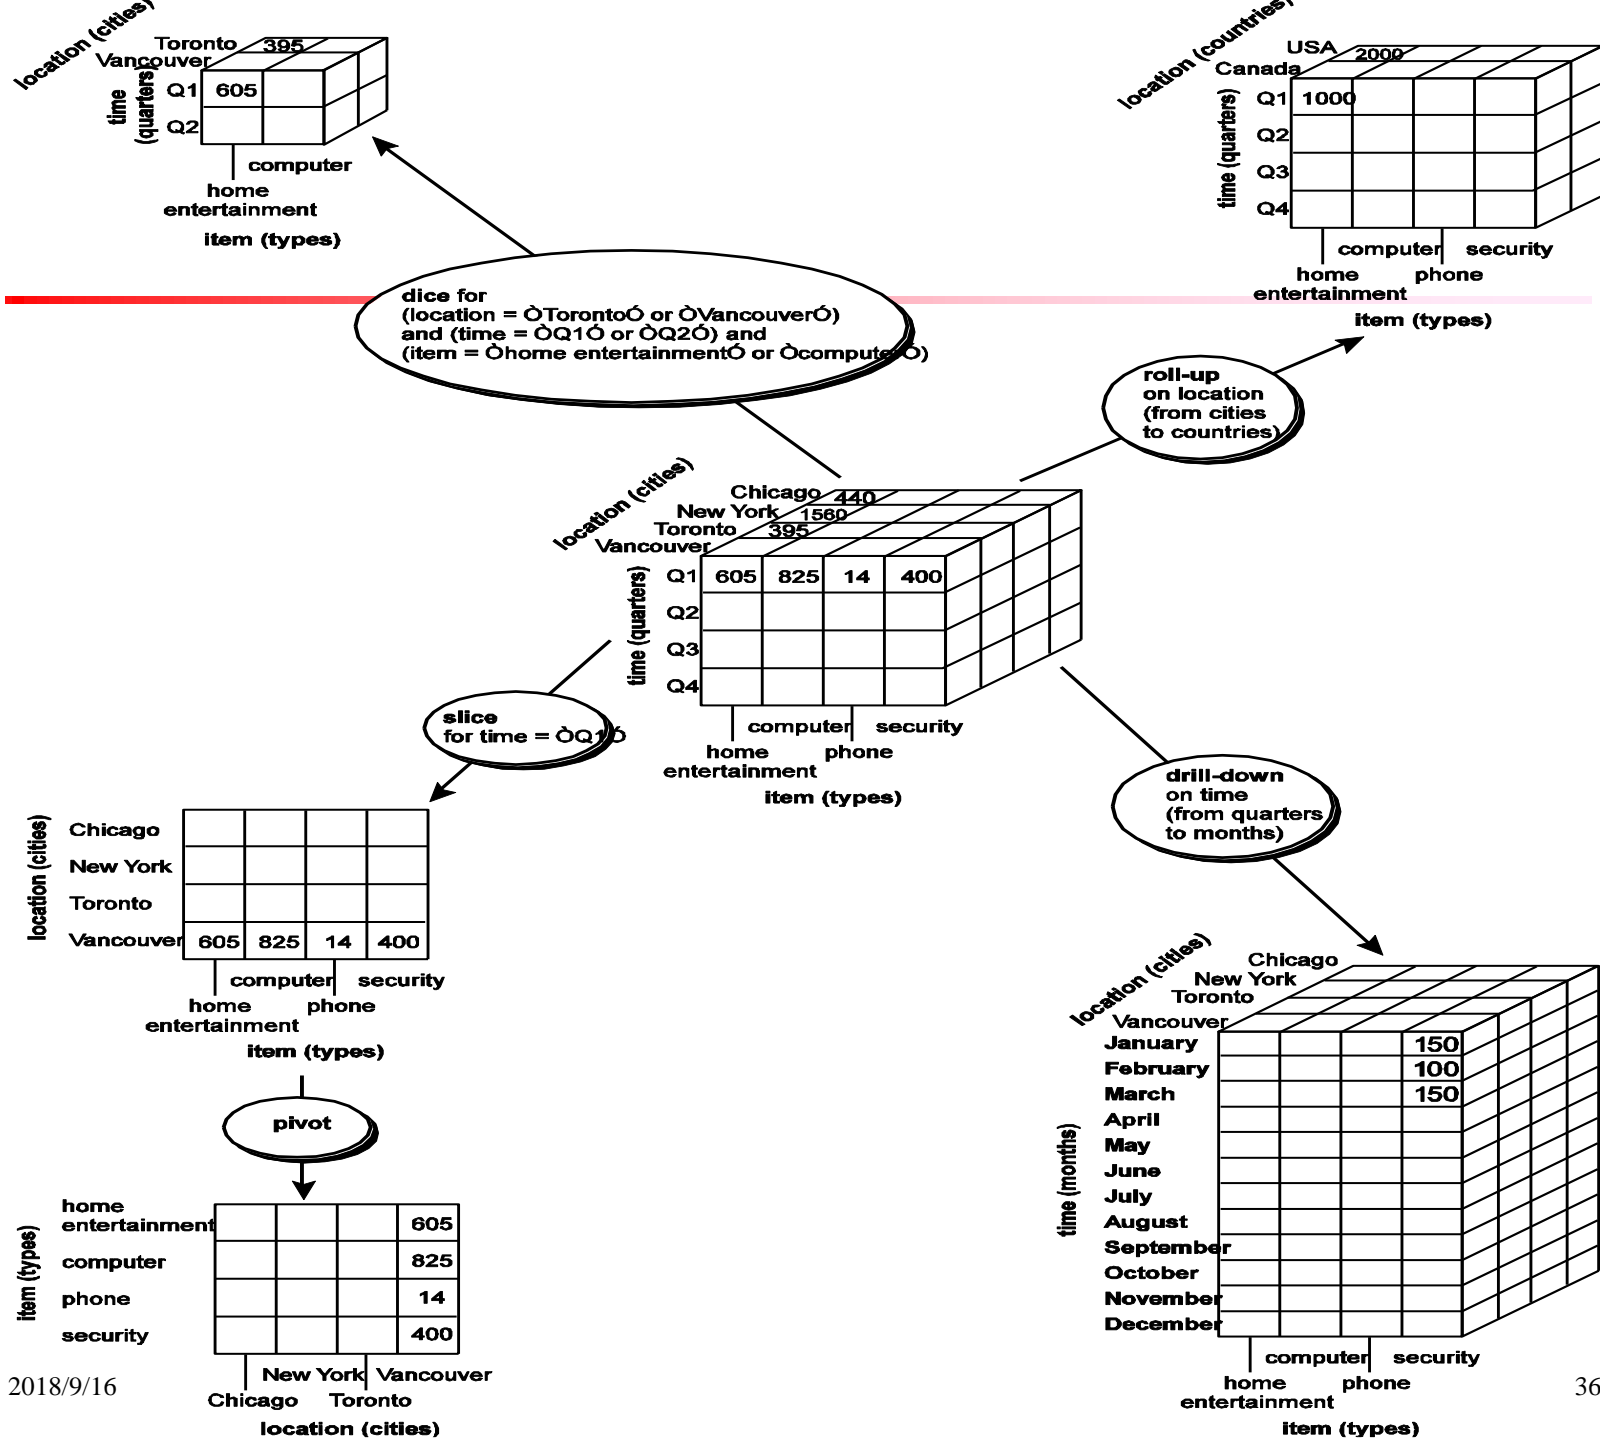 location (cities)
Toronto 395
Vancouver
time
(quarters)
Q1 605
Q2
computer
home
entertainment
item (types)
location (countries)
USA 2000
Canada
time (quarters)
Q1 1000
Q2
Q3
Q4
computer security
home phone
entertainment
item (types)
dice for
(location = ÒTorontoÓ or ÒVancouverÓ)
and (time = ÒQ1Ó or ÒQ2Ó) and
(item = Òhome entertainmentÓ or ÒcomputerÓ)
roll-up
on location
(from cities
to countries)
location (cities)
Chicago 440
New York 1560
Toronto 395
Vancouver
time (quarters)
Q1 605 825 14 400
Q2
Q3
Q4
computer security
home phone
entertainment
item (types)
slice
for time = ÒQ1Ó
drill-down
on time
(from quarters
to months)
location (cities)
Chicago
New York
Toronto
Vancouver 605 825 14 400
computer security
home phone
entertainment
item (types)
pivot
item (types)
home
entertainment 605
computer 825
phone 14
security 400
New York Vancouver
Chicago Toronto
location (cities)
location (cities)
Chicago
New York
Toronto
Vancouver
time (months)
January 150
February 100
March 150
April
May
June
July
August
September
October
November
December
computer security
home phone
entertainment
item (types)
2018/9/16
36